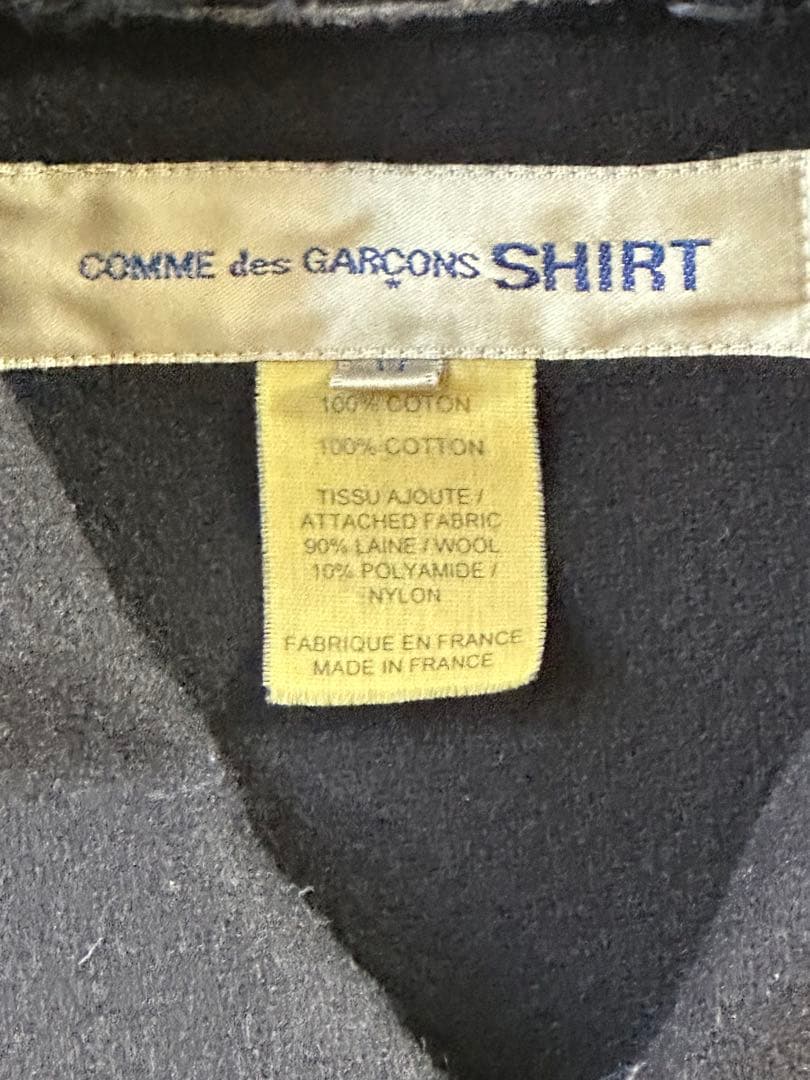 COMME des GARÇONS SHIRT
100% COTON
100% COTTON
TISSU AJOUTE /
ATTACHED FABRIC
90% LAINE / WOOL
10% POLYAMIDE /
NYLON
FABRIQUE EN FRANCE
MADE IN FRANCE